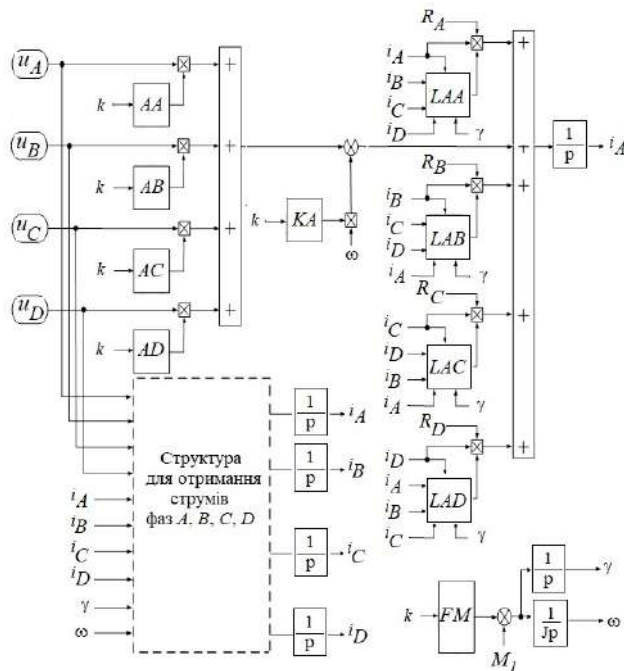 u_A
k AA +
u_B
k AB +
u_C
k AC +
u_D
k AD +
k KA
ω
R_A
i_A
i_B
i_C LAA
i_D γ
+
+
1/p i_A
R_B
i_B
i_C
i_D LAB
i_A γ
+
R_C
i_C
i_D LAC
i_B
i_A γ
+
R_D
i_D
i_A
i_B LAD
i_C γ
+
Структура
для отримання
струмів
фаз A, B, C, D
i_A
i_B
i_C
i_D
γ
ω
1/p i_A
1/p i_B
1/p i_C
1/p i_D
k FM
M_1
1/p γ
1/Jp ω